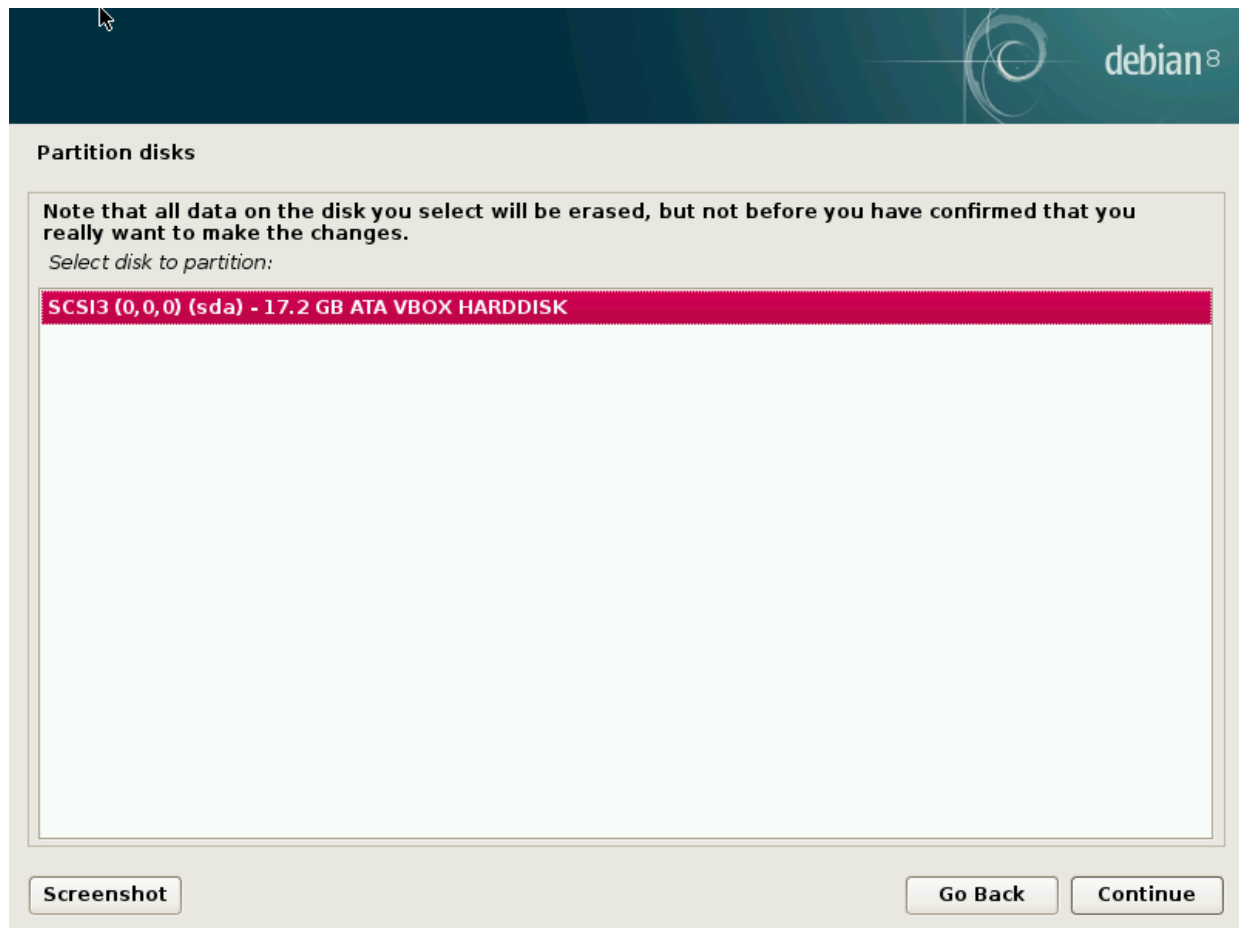 debian 8
Partition disks
Note that all data on the disk you select will be erased, but not before you have confirmed that you
really want to make the changes.
Select disk to partition:
SCSI3 (0,0,0) (sda) - 17.2 GB ATA VBOX HARDDISK
Screenshot
Go Back
Continue